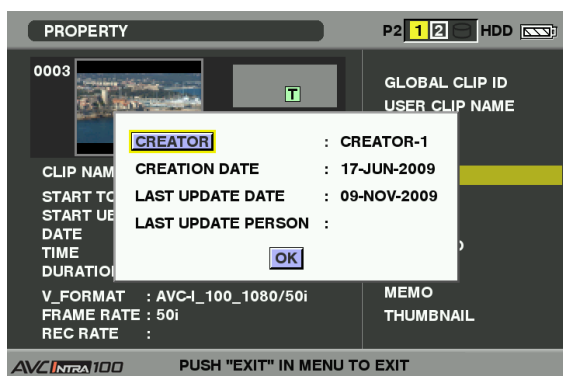 PROPERTY
P2 1 2 HDD
0003
T
GLOBAL CLIP ID
USER CLIP NAME
CREATOR : CREATOR-1
CREATION DATE : 17-JUN-2009
LAST UPDATE DATE : 09-NOV-2009
LAST UPDATE PERSON :
OK
CLIP NAM
START TC
START UB
DATE
TIME
DURATIO
V_FORMAT : AVC-I_100_1080/50i
FRAME RATE : 50i
REC RATE :
MEMO
THUMBNAIL
AVC INTRA 100
PUSH "EXIT" IN MENU TO EXIT